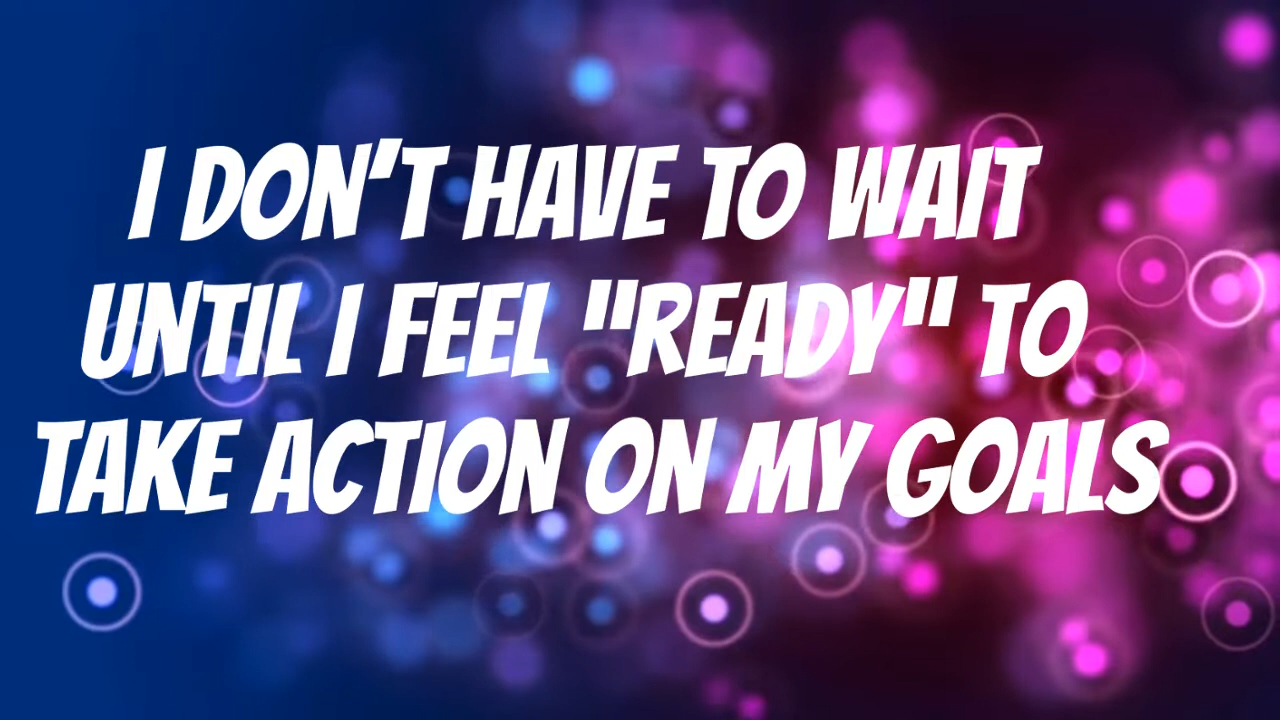 I DON'T HAVE TO WAIT
UNTIL I FEEL "READY" TO
TAKE ACTION ON MY GOALS